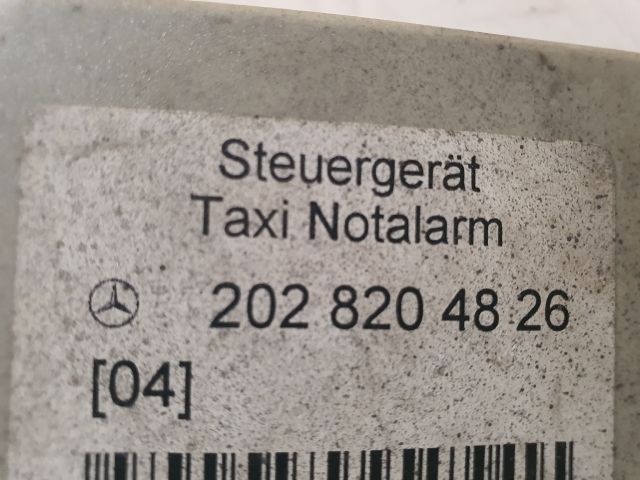 Steuergerät
Taxi Notalarm
202 820 48 26
[04]